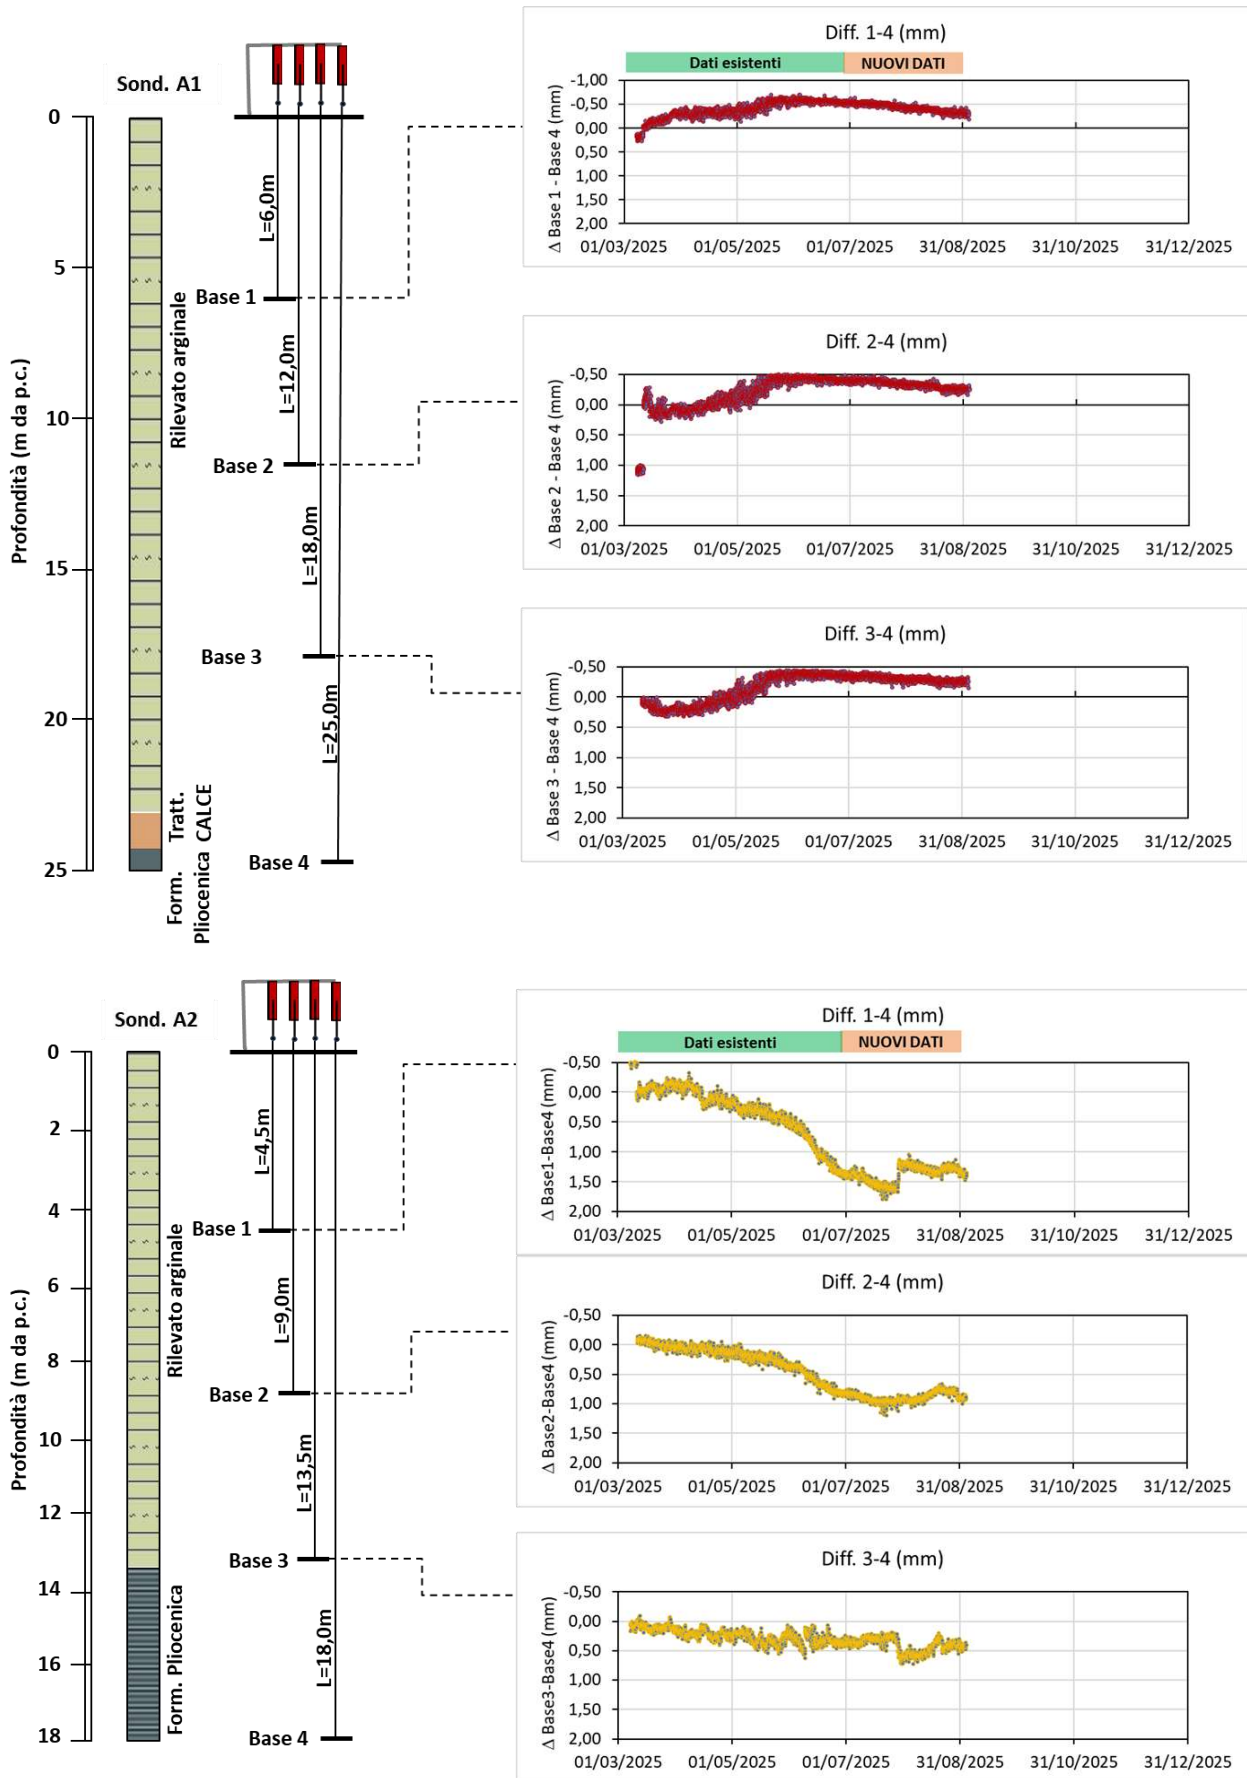 Sond. A1
Profondità (m da p.c.)
0
5
10
15
20
25
Rilevato arginale
Tratt.
CALCE
Form.
Pliocenica
L=6,0m
Base 1
L=12,0m
Base 2
L=18,0m
Base 3
L=25,0m
Base 4
Diff. 1-4 (mm)
Dati esistenti
NUOVI DATI
Δ Base 1 - Base 4 (mm)
-1,00
-0,50
0,00
0,50
1,00
1,50
2,00
01/03/2025 01/05/2025 01/07/2025 31/08/2025 31/10/2025 31/12/2025
Diff. 2-4 (mm)
Δ Base 2 - Base 4 (mm)
-0,50
0,00
0,50
1,00
1,50
2,00
01/03/2025 01/05/2025 01/07/2025 31/08/2025 31/10/2025 31/12/2025
Diff. 3-4 (mm)
Δ Base 3 - Base 4 (mm)
-0,50
0,00
0,50
1,00
1,50
2,00
01/03/2025 01/05/2025 01/07/2025 31/08/2025 31/10/2025 31/12/2025
Sond. A2
Profondità (m da p.c.)
0
2
4
6
8
10
12
14
16
18
Rilevato arginale
Form. Pliocenica
L=4,5m
Base 1
L=9,0m
Base 2
L=13,5m
Base 3
L=18,0m
Base 4
Diff. 1-4 (mm)
Dati esistenti
NUOVI DATI
Δ Base1-Base4 (mm)
-0,50
0,00
0,50
1,00
1,50
2,00
01/03/2025 01/05/2025 01/07/2025 31/08/2025 31/10/2025 31/12/2025
Diff. 2-4 (mm)
Δ Base2-Base4 (mm)
-0,50
0,00
0,50
1,00
1,50
2,00
01/03/2025 01/05/2025 01/07/2025 31/08/2025 31/10/2025 31/12/2025
Diff. 3-4 (mm)
Δ Base3-Base4 (mm)
-0,50
0,00
0,50
1,00
1,50
2,00
01/03/2025 01/05/2025 01/07/2025 31/08/2025 31/10/2025 31/12/2025